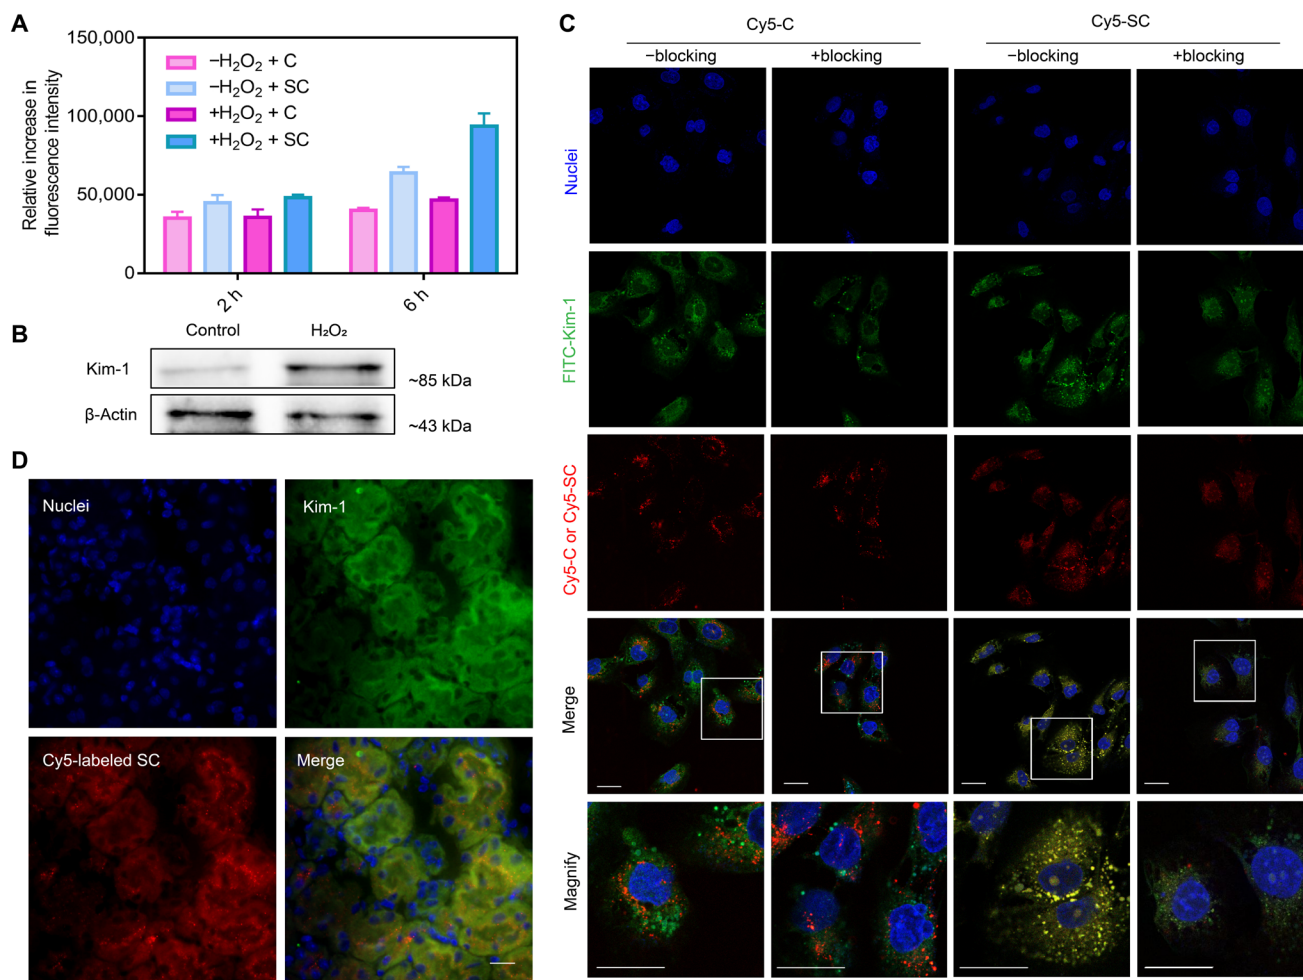 A
150,000
100,000
50,000
0
Relative increase in
fluorescence intensity
−H₂O₂ + C
−H₂O₂ + SC
+H₂O₂ + C
+H₂O₂ + SC
2 h
6 h
B
Control
H₂O₂
Kim-1
~85 kDa
β-Actin
~43 kDa
D
Nuclei
Kim-1
Cy5-labeled SC
Merge
C
Cy5-C
Cy5-SC
−blocking
+blocking
−blocking
+blocking
Nuclei
FITC-Kim-1
Cy5-C or Cy5-SC
Merge
Magnify